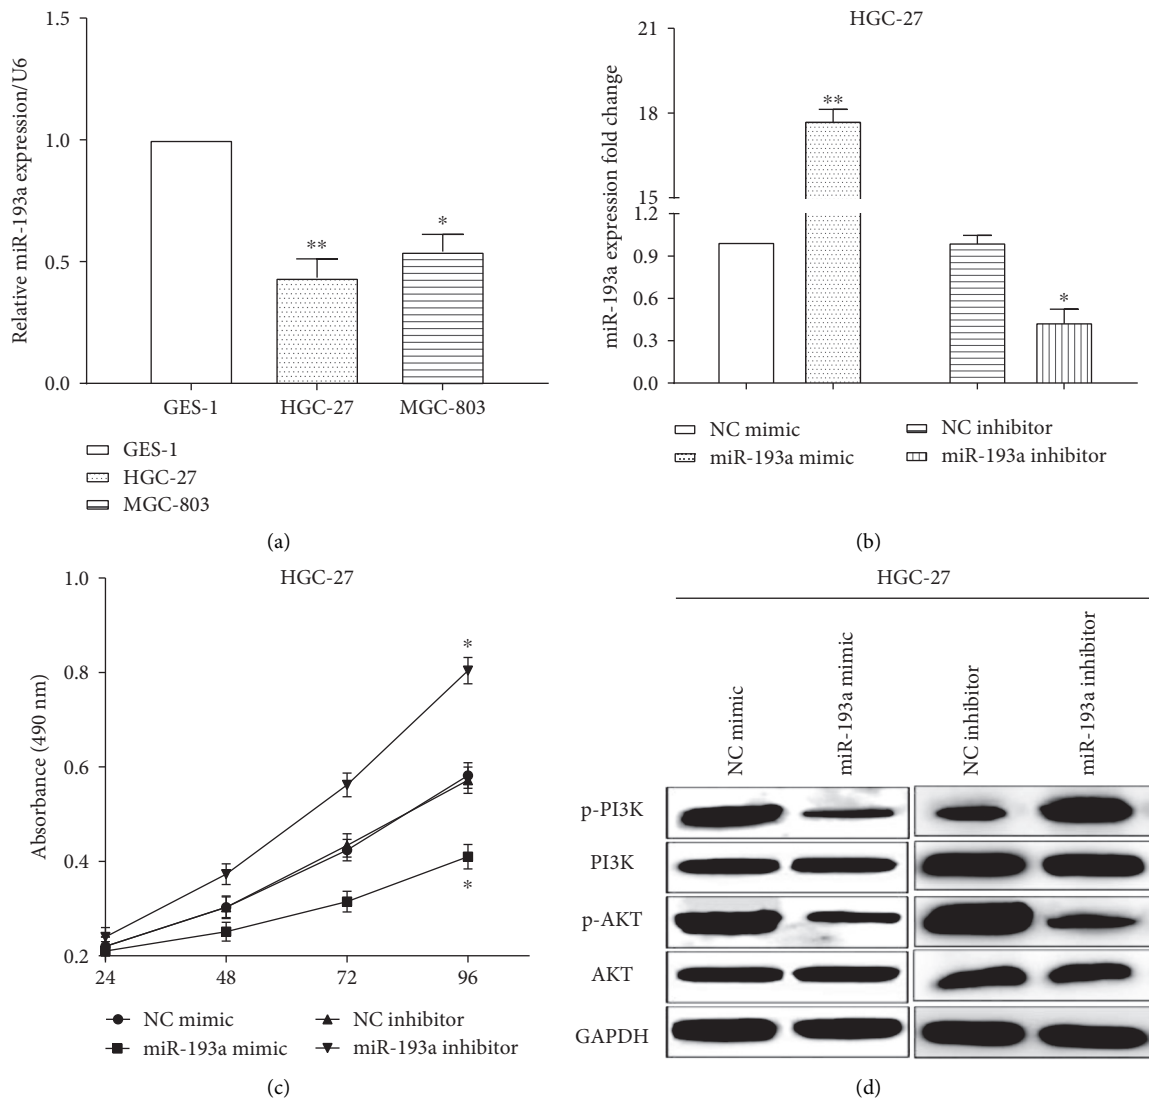 1.5
1.0
0.5
0.0
Relative miR-193a expression/U6
**
*
GES-1 HGC-27 MGC-803
GES-1
HGC-27
MGC-803
(a)
HGC-27
21
18
15
1.2
0.9
0.6
0.3
0.0
miR-193a expression fold change
**
*
NC mimic
miR-193a mimic
NC inhibitor
miR-193a inhibitor
(b)
HGC-27
1.0
0.8
0.6
0.4
0.2
Absorbance (490 nm)
*
*
24 48 72 96
NC mimic
miR-193a mimic
NC inhibitor
miR-193a inhibitor
(c)
HGC-27
NC mimic
miR-193a mimic
NC inhibitor
miR-193a inhibitor
p-PI3K
PI3K
p-AKT
AKT
GAPDH
(d)